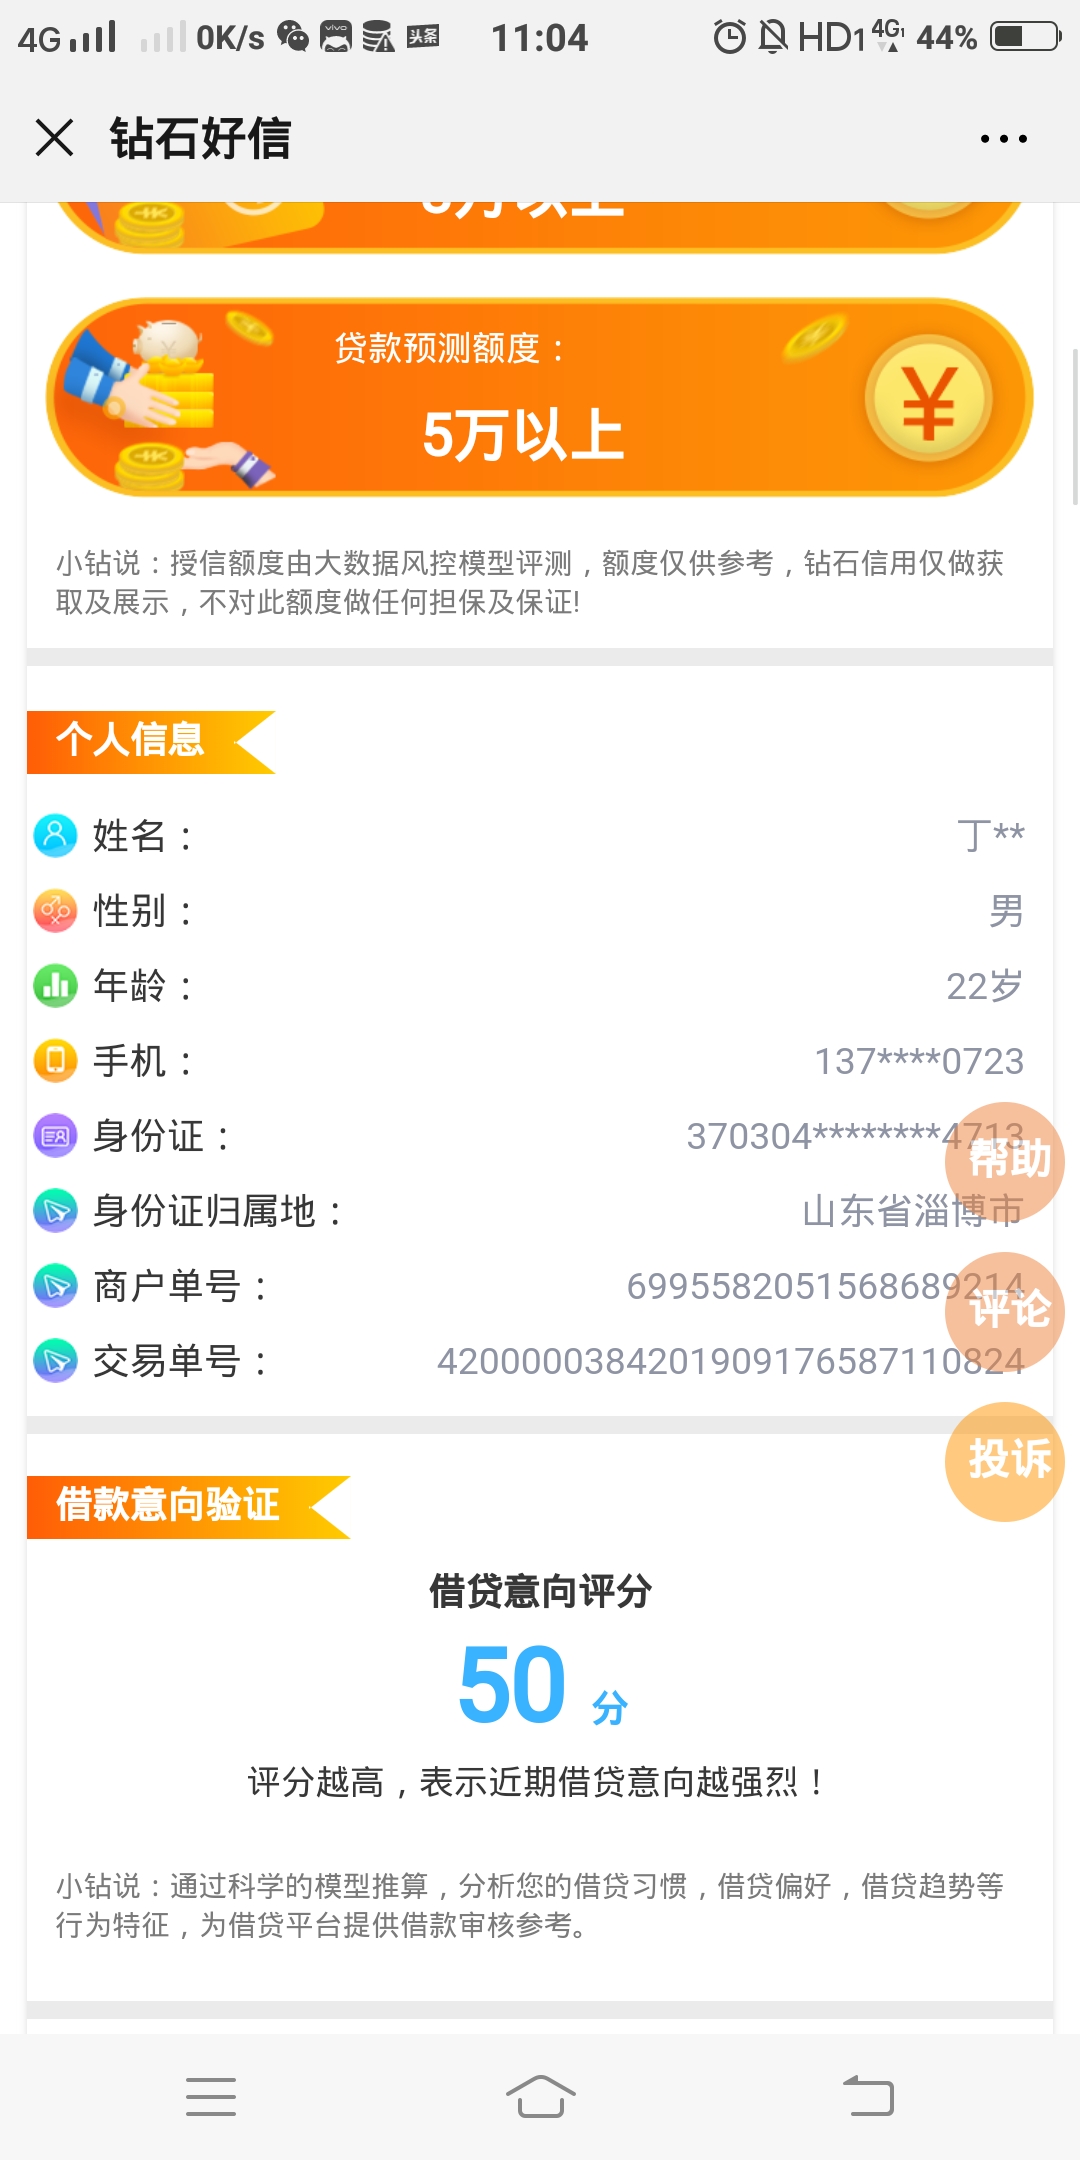 4G 0K/s 头条 11:04 HD1 4G 44%
钻石好信
5万以上
贷款预测额度：
5万以上
小钻说：授信额度由大数据风控模型评测，额度仅供参考，钻石信用仅做获
取及展示，不对此额度做任何担保及保证!
个人信息
姓名： 丁**
性别： 男
年龄： 22岁
手机： 137****0723
身份证： 370304********4713
帮助
身份证归属地： 山东省淄博市
商户单号： 6995582051568689214
评论
交易单号： 4200000384201909176587110824
投诉
借款意向验证
借贷意向评分
50 分
评分越高，表示近期借贷意向越强烈！
小钻说：通过科学的模型推算，分析您的借贷习惯，借贷偏好，借贷趋势等
行为特征，为借贷平台提供借款审核参考。